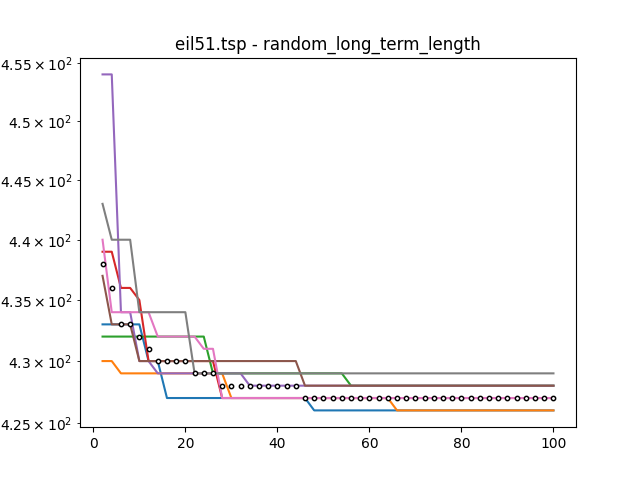 eil51.tsp - random_long_term_length
4.55 × 10²
4.5 × 10²
4.45 × 10²
4.4 × 10²
4.35 × 10²
4.3 × 10²
4.25 × 10²
0 20 40 60 80 100